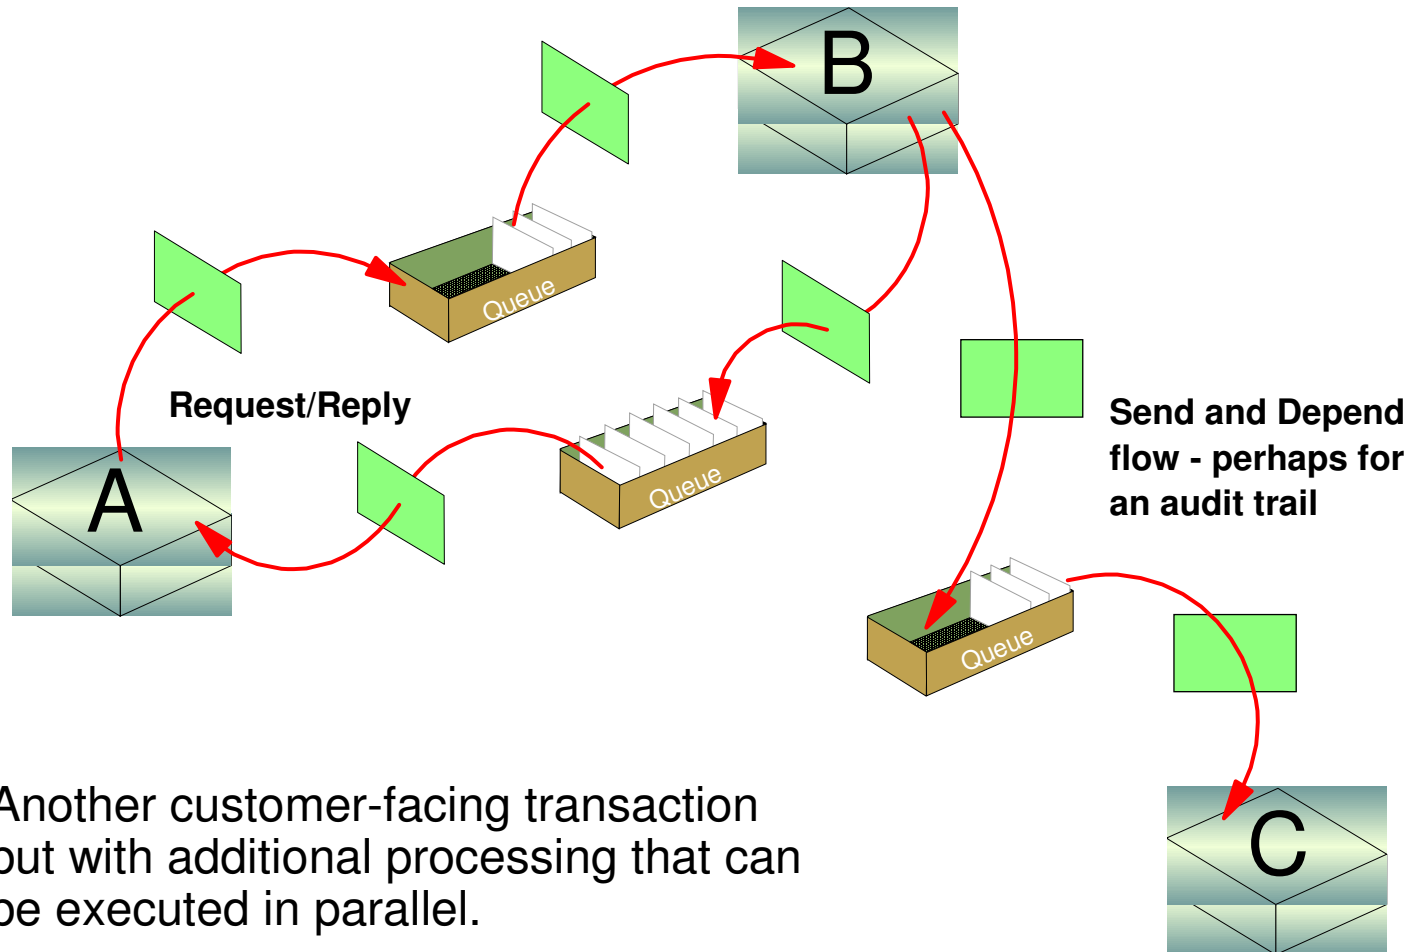 B
Queue
Request/Reply
Send and Depend
flow - perhaps for
an audit trail
A
Queue
Queue
Another customer-facing transaction
but with additional processing that can
be executed in parallel.
C